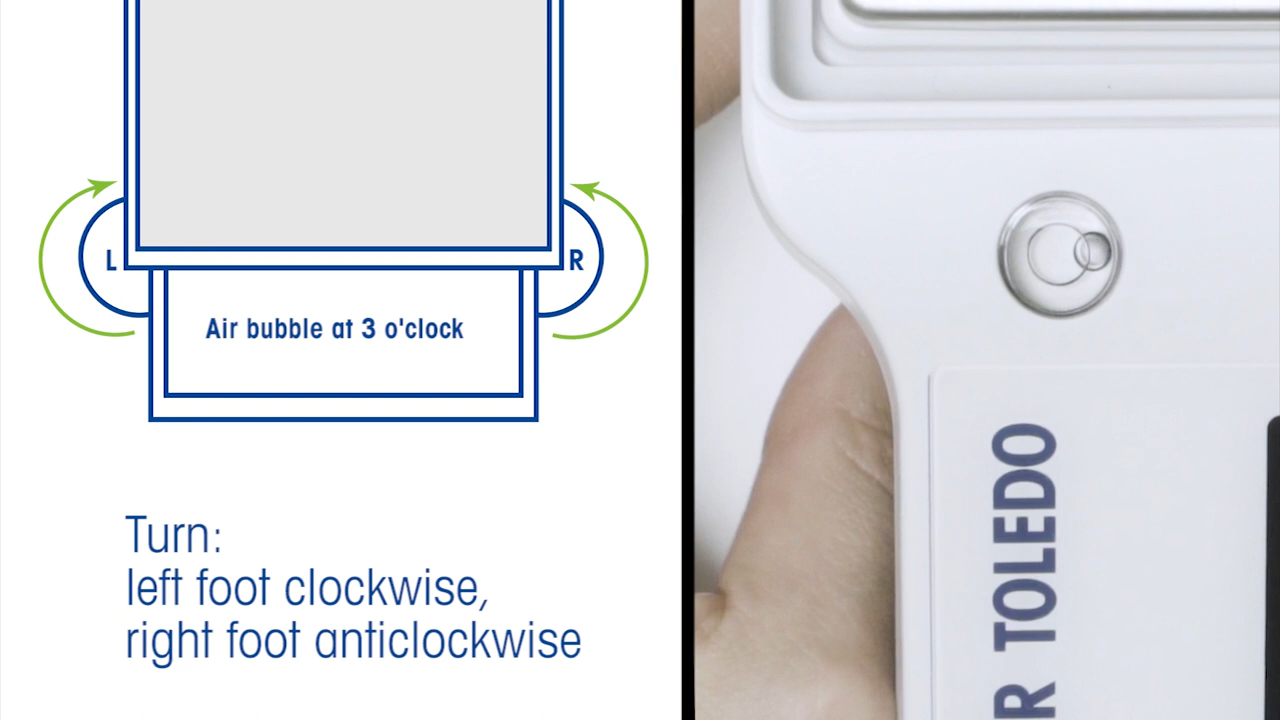 L
R
Air bubble at 3 o'clock
Turn:
left foot clockwise,
right foot anticlockwise
R TOLEDO